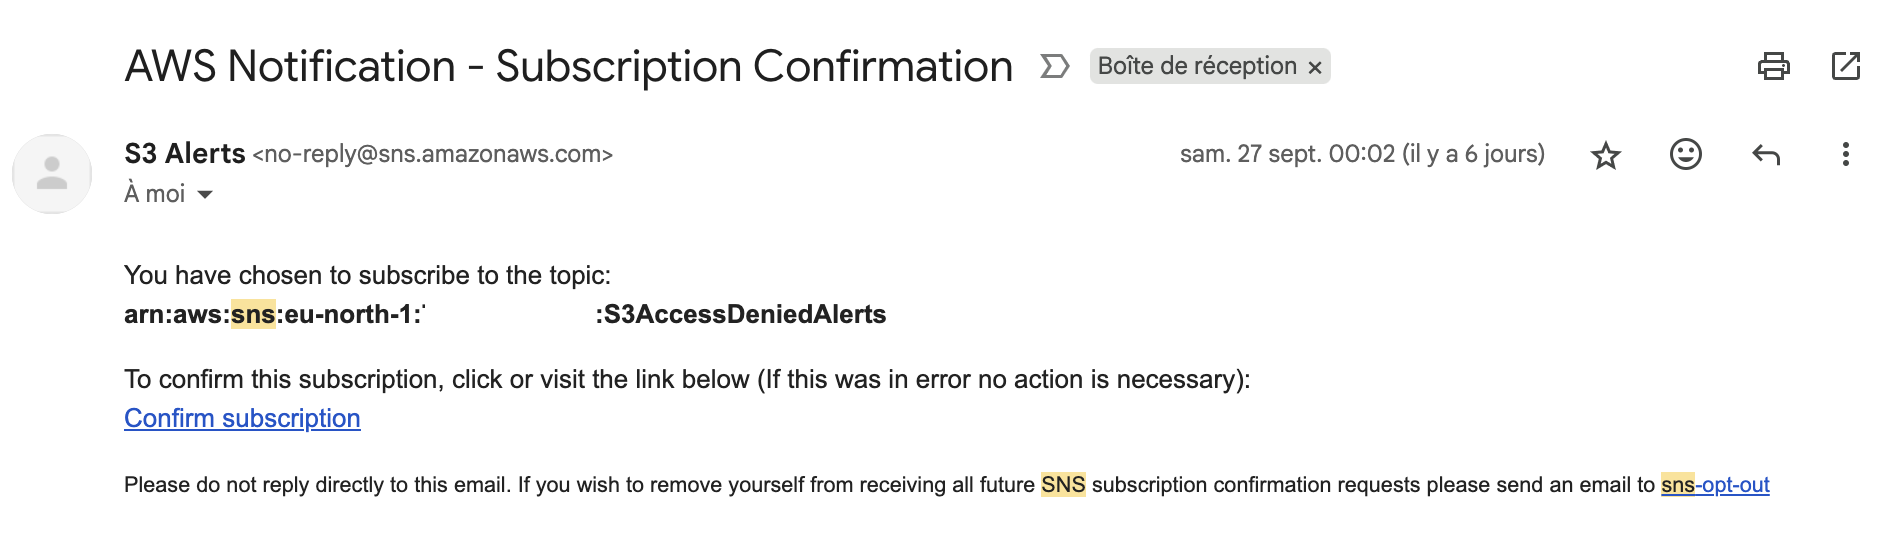 AWS Notification - Subscription Confirmation Boîte de réception ×
S3 Alerts <no-reply@sns.amazonaws.com> sam. 27 sept. 00:02 (il y a 6 jours)
À moi
You have chosen to subscribe to the topic:
arn:aws:sns:eu-north-1: :S3AccessDeniedAlerts
To confirm this subscription, click or visit the link below (If this was in error no action is necessary):
Confirm subscription
Please do not reply directly to this email. If you wish to remove yourself from receiving all future SNS subscription confirmation requests please send an email to sns-opt-out